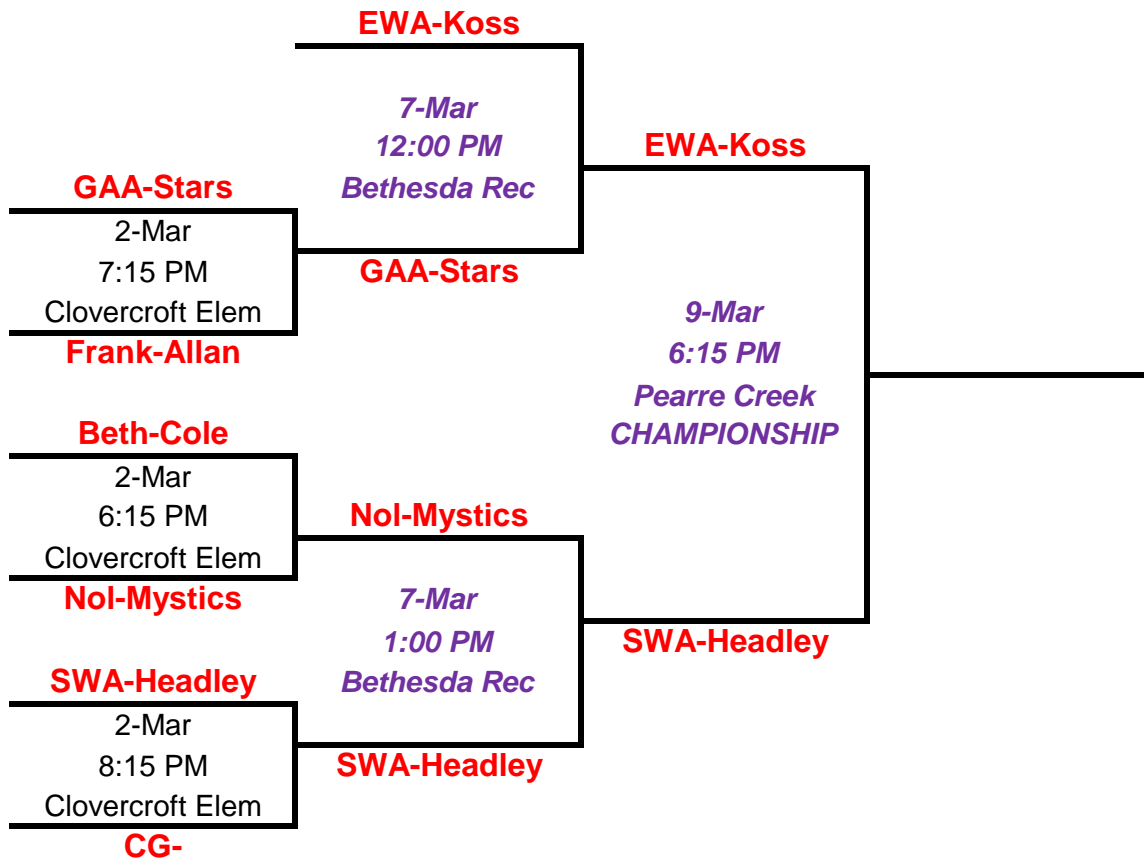 EWA-Koss
7-Mar
12:00 PM
Bethesda Rec
EWA-Koss
GAA-Stars
2-Mar
7:15 PM
Clovercroft Elem
Frank-Allan
GAA-Stars
9-Mar
6:15 PM
Pearre Creek
CHAMPIONSHIP
Beth-Cole
2-Mar
6:15 PM
Clovercroft Elem
Nol-Mystics
Nol-Mystics
7-Mar
1:00 PM
Bethesda Rec
SWA-Headley
SWA-Headley
2-Mar
8:15 PM
Clovercroft Elem
CG-
SWA-Headley